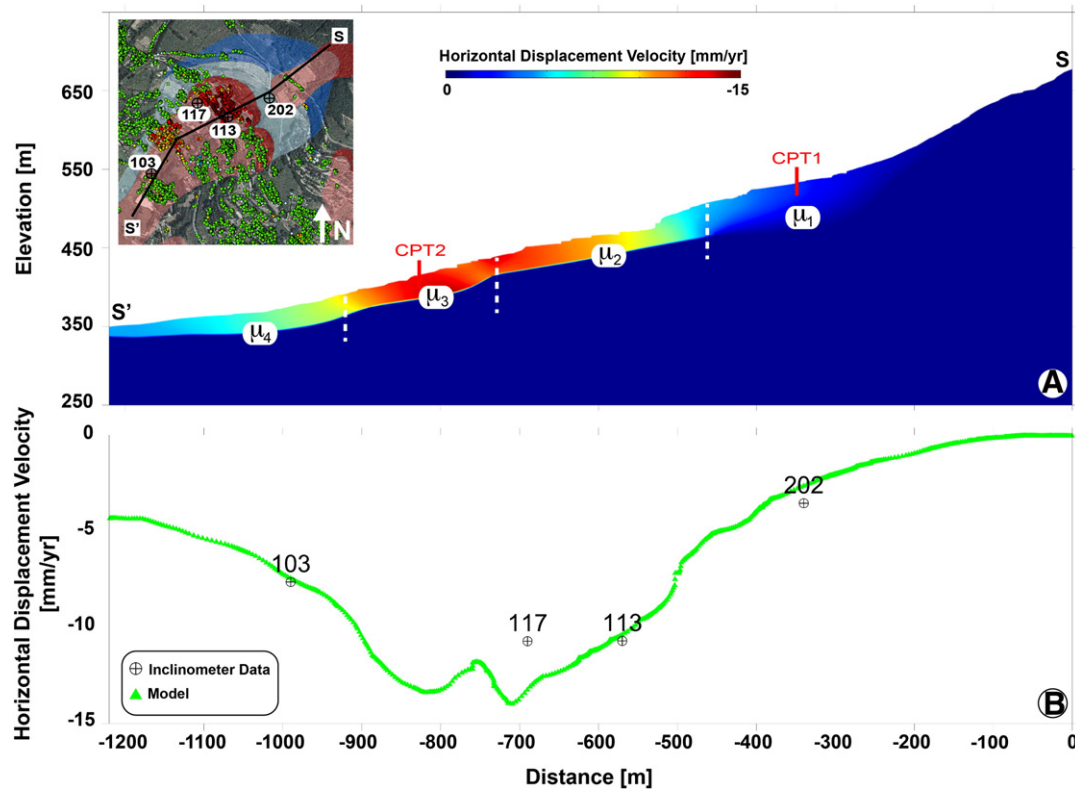 Horizontal Displacement Velocity [mm/yr]
0
-15
S
S
202
117
113
103
S'
N
650
550
450
350
250
Elevation [m]
CPT1
μ1
μ2
CPT2
μ3
S'
μ4
A
0
-5
-10
-15
Horizontal Displacement Velocity
[mm/yr]
202
103
117
113
Inclinometer Data
Model
B
-1200
-1000
-900
-800
-700
-600
-500
-400
-300
-200
0
Distance [m]